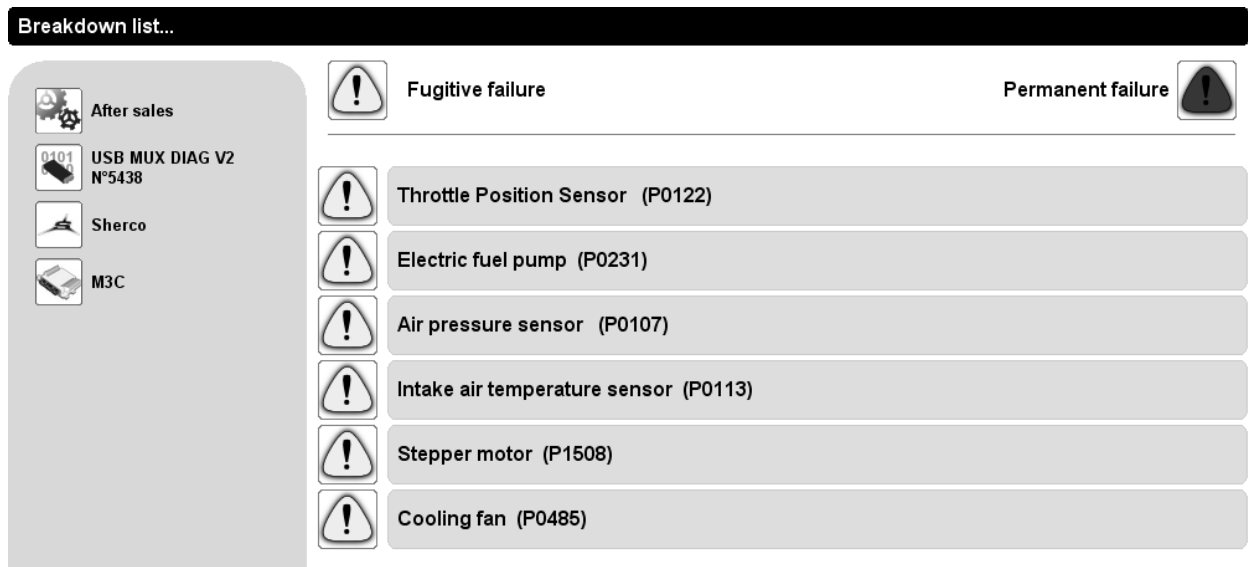 Breakdown list...
After sales
USB MUX DIAG V2
N°5438
Sherco
M3C
Fugitive failure
Permanent failure
Throttle Position Sensor (P0122)
Electric fuel pump (P0231)
Air pressure sensor (P0107)
Intake air temperature sensor (P0113)
Stepper motor (P1508)
Cooling fan (P0485)